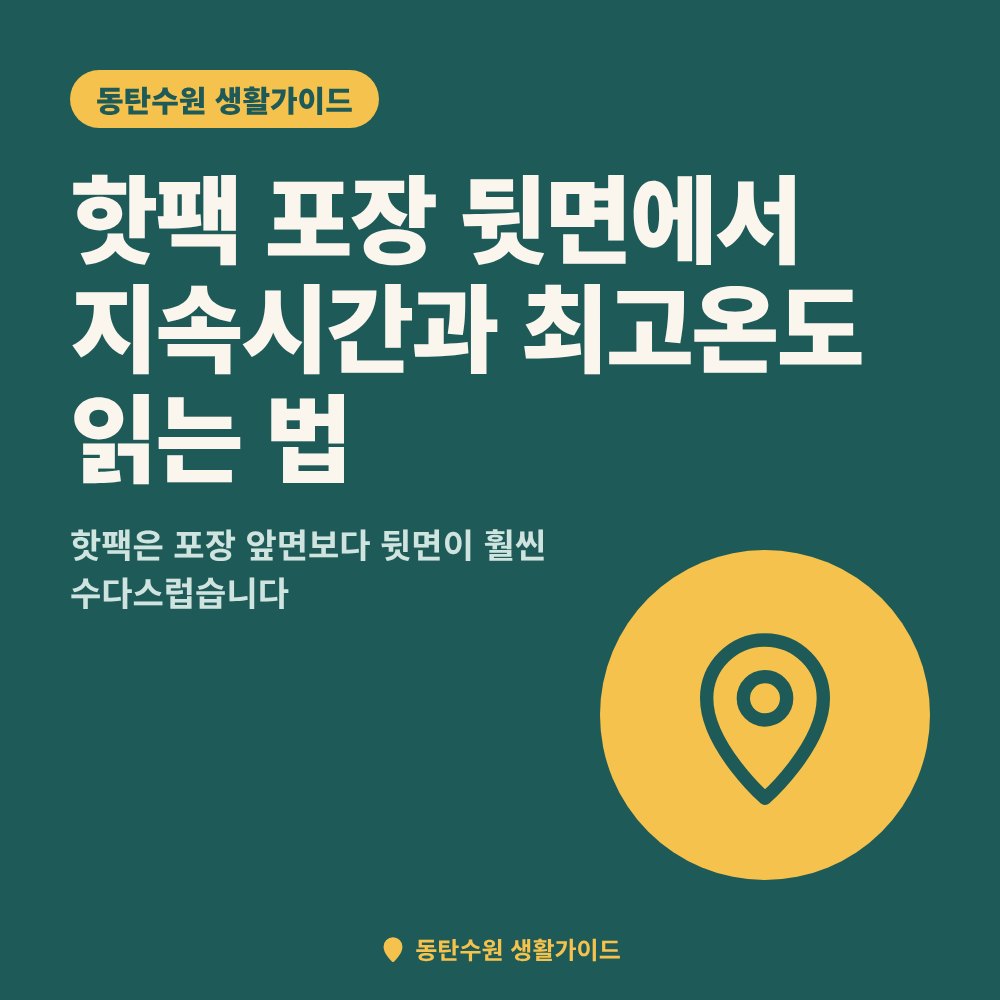 동탄수원 생활가이드
핫팩 포장 뒷면에서
지속시간과 최고온도
읽는 법
핫팩은 포장 앞면보다 뒷면이 훨씬
수다스럽습니다
동탄수원 생활가이드